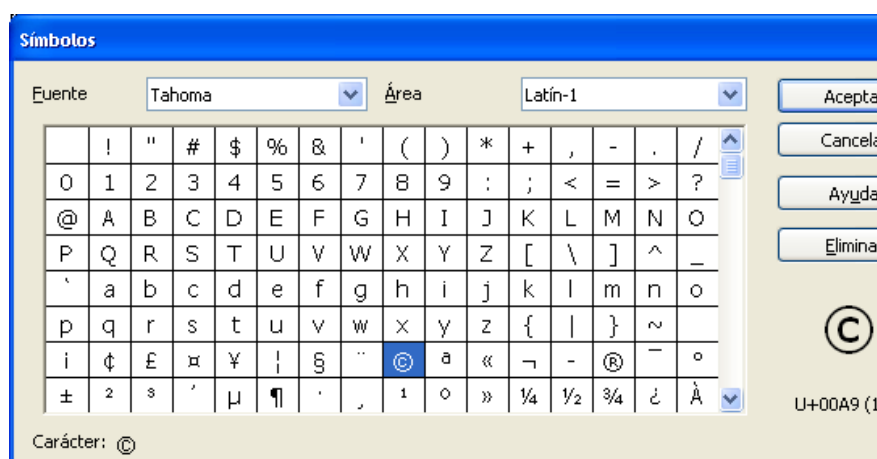 Símbolos
Fuente Tahoma Área Latín-1 Acepta
! " # $ % & ' ( ) * + , - . / Cancela
0 1 2 3 4 5 6 7 8 9 : ; < = > ? Ayuda
@ A B C D E F G H I J K L M N O
P Q R S T U V W X Y Z [ \ ] ^ _ Elimina
` a b c d e f g h i j k l m n o
p q r s t u v w x y z { | } ~ ©
¡ ¢ £ ¤ ¥ ¦ § ¨ © ª « ¬ - ® ¯ °
± ² ³ ´ µ ¶ · ¸ ¹ º » ¼ ½ ¾ ¿ À U+00A9 (1
Carácter: ©